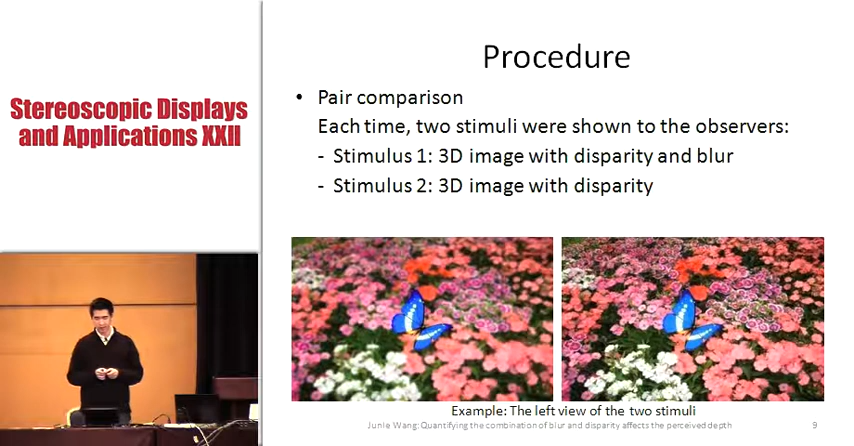 Stereoscopic Displays
and Applications XXII
Procedure
• Pair comparison
Each time, two stimuli were shown to the observers:
- Stimulus 1: 3D image with disparity and blur
- Stimulus 2: 3D image with disparity
Example: The left view of the two stimuli
Junle Wang: Quantifying the combination of blur and disparity affects the perceived depth
9